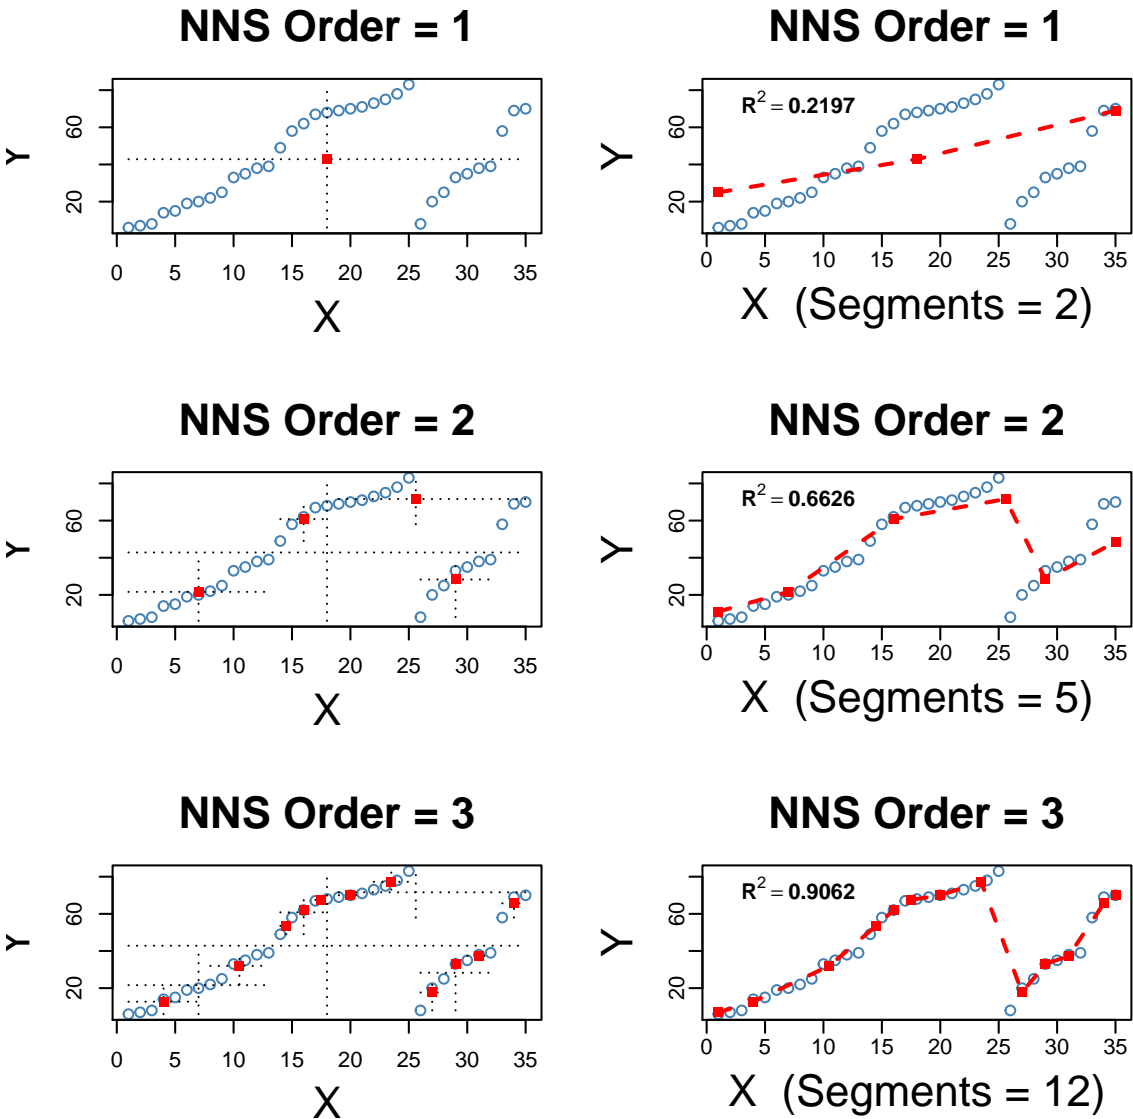 NNS Order = 1
Y
60
20
0 5 10 15 20 25 30 35
X
NNS Order = 1
R² = 0.2197
Y
60
20
0 5 10 15 20 25 30 35
X (Segments = 2)
NNS Order = 2
Y
60
20
0 5 10 15 20 25 30 35
X
NNS Order = 2
R² = 0.6626
Y
60
20
0 5 10 15 20 25 30 35
X (Segments = 5)
NNS Order = 3
Y
60
20
0 5 10 15 20 25 30 35
X
NNS Order = 3
R² = 0.9062
Y
60
20
0 5 10 15 20 25 30 35
X (Segments = 12)